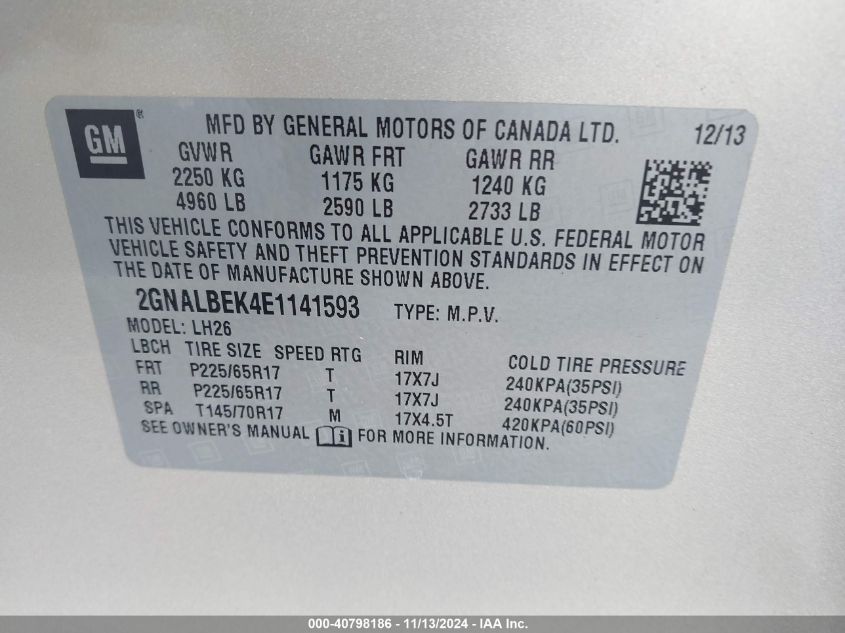 GM ® MFD BY GENERAL MOTORS OF CANADA LTD. 12/13
GVWR GAWR FRT GAWR RR
2250 KG 1175 KG 1240 KG
4960 LB 2590 LB 2733 LB
THIS VEHICLE CONFORMS TO ALL APPLICABLE U.S. FEDERAL MOTOR
VEHICLE SAFETY AND THEFT PREVENTION STANDARDS IN EFFECT ON
THE DATE OF MANUFACTURE SHOWN ABOVE.
2GNALBEK4E1141593 TYPE: M.P.V.
MODEL: LH26
LBCH TIRE SIZE SPEED RTG RIM COLD TIRE PRESSURE
FRT P225/65R17 T 17X7J 240KPA(35PSI)
RR P225/65R17 T 17X7J 240KPA(35PSI)
SPA T145/70R17 M 17X4.5T 420KPA(60PSI)
SEE OWNER'S MANUAL i FOR MORE INFORMATION.
000-40798186 - 11/13/2024 - IAA Inc.